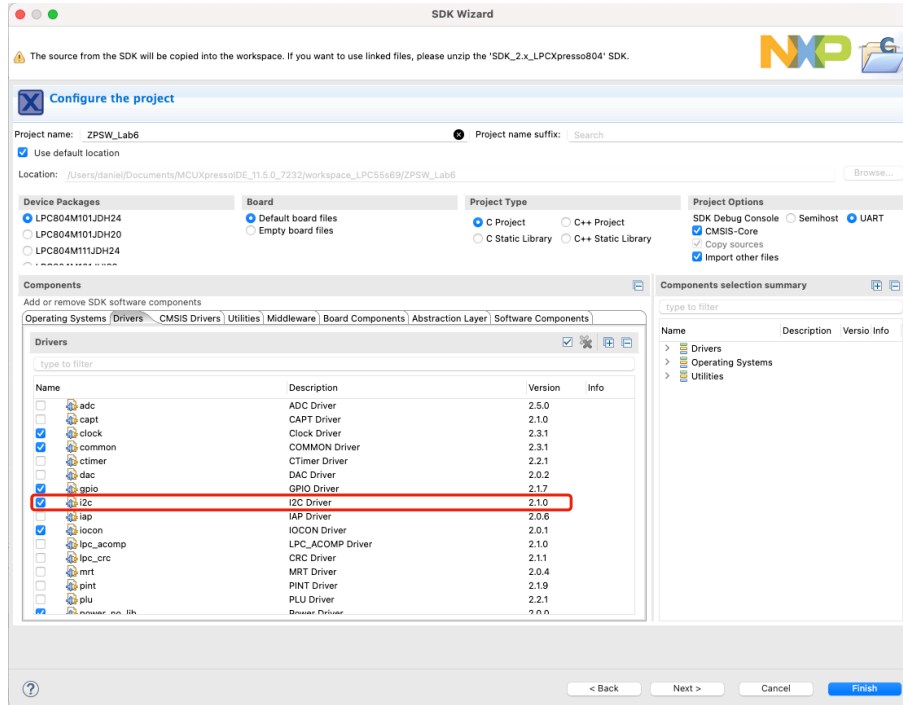 SDK Wizard
The source from the SDK will be copied into the workspace. If you want to use linked files, please unzip the 'SDK_2.x_LPCXpresso804' SDK.
NXP
C
X
Configure the project
Project name: ZPSW_Lab6 Project name suffix: Search
Use default location
Location: /Users/daniel/Documents/MCUXpressoIDE_11.5.0_7232/workspace_LPC55s69/ZPSW_Lab6 Browse...
Device Packages Board Project Type Project Options
LPC804M101JDH24 Default board files C Project C++ Project SDK Debug Console Semihost UART
LPC804M101JDH20 Empty board files C Static Library C++ Static Library CMSIS-Core
LPC804M111JDH24 Copy sources
Import other files
Components Components selection summary
Add or remove SDK software components type to filter
Operating Systems Drivers CMSIS Drivers Utilities Middleware Board Components Abstraction Layer Software Components
Drivers Name Description Versio Info
type to filter Drivers
Operating Systems
Utilities
Name Description Version Info
adc ADC Driver 2.5.0
capt CAPT Driver 2.1.0
clock Clock Driver 2.3.1
common COMMON Driver 2.3.1
ctimer CTimer Driver 2.2.1
dac DAC Driver 2.0.2
gpio GPIO Driver 2.1.7
i2c I2C Driver 2.1.0
iap IAP Driver 2.0.6
iocon IOCON Driver 2.0.1
lpc_acomp LPC_ACOMP Driver 2.1.0
lpc_crc CRC Driver 2.1.1
mrt MRT Driver 2.0.4
pint PINT Driver 2.1.9
plu PLU Driver 2.2.1
power_no_lib Power Driver 2.0.0
? < Back Next > Cancel Finish